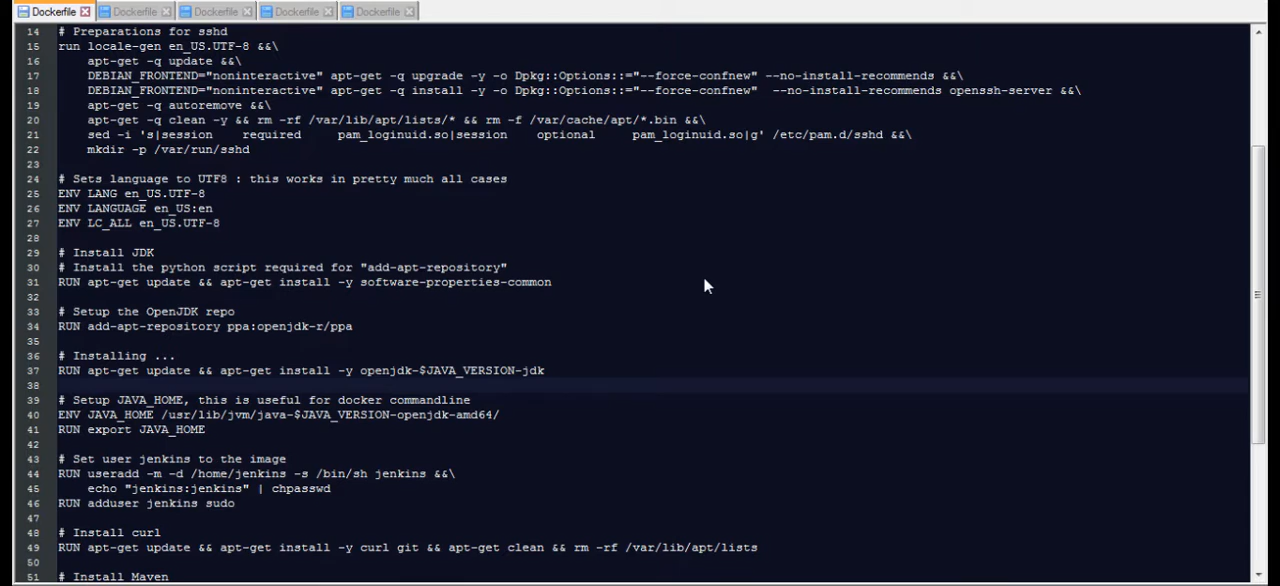 Dockerfile Dockerfile Dockerfile Dockerfile Dockerfile
14 # Preparations for sshd
15 run locale-gen en_US.UTF-8 &&\
16 apt-get -q update &&\
17 DEBIAN_FRONTEND="noninteractive" apt-get -q upgrade -y -o Dpkg::Options::="--force-confnew" --no-install-recommends &&\
18 DEBIAN_FRONTEND="noninteractive" apt-get -q install -y -o Dpkg::Options::="--force-confnew"  --no-install-recommends openssh-server &&\
19 apt-get -q autoremove &&\
20 apt-get -q clean -y && rm -rf /var/lib/apt/lists/* && rm -f /var/cache/apt/*.bin &&\
21 sed -i 's|session    required     pam_loginuid.so|session    optional     pam_loginuid.so|g' /etc/pam.d/sshd &&\
22 mkdir -p /var/run/sshd
23
24 # Sets language to UTF8 : this works in pretty much all cases
25 ENV LANG en_US.UTF-8
26 ENV LANGUAGE en_US:en
27 ENV LC_ALL en_US.UTF-8
28
29 # Install JDK
30 # Install the python script required for "add-apt-repository"
31 RUN apt-get update && apt-get install -y software-properties-common
32
33 # Setup the OpenJDK repo
34 RUN add-apt-repository ppa:openjdk-r/ppa
35
36 # Installing ...
37 RUN apt-get update && apt-get install -y openjdk-$JAVA_VERSION-jdk
38
39 # Setup JAVA_HOME, this is useful for docker commandline
40 ENV JAVA_HOME /usr/lib/jvm/java-$JAVA_VERSION-openjdk-amd64/
41 RUN export JAVA_HOME
42
43 # Set user jenkins to the image
44 RUN useradd -m -d /home/jenkins -s /bin/sh jenkins &&\
45 echo "jenkins:jenkins" | chpasswd
46 RUN adduser jenkins sudo
47
48 # Install curl
49 RUN apt-get update && apt-get install -y curl git && apt-get clean && rm -rf /var/lib/apt/lists
50
51 # Install Maven